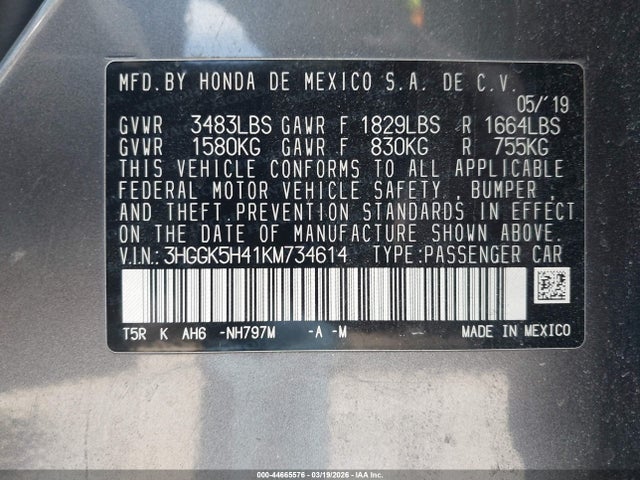 MFD.BY HONDA DE MEXICO S.A. DE C.V.
05/'19
GVWR 3483LBS GAWR F 1829LBS R 1664LBS
GVWR 1580KG GAWR F 830KG R 755KG
THIS VEHICLE CONFORMS TO ALL APPLICABLE
FEDERAL MOTOR VEHICLE SAFETY , BUMPER ,
AND THEFT PREVENTION STANDARDS IN EFFECT
ON THE DATE OF MANUFACTURE SHOWN ABOVE.
V.I.N.: 3HGGK5H41KM734614 TYPE:PASSENGER CAR
T5R K AH6 -NH797M -A -M MADE IN MEXICO
000-44665576 | 03/19/2026 | IAAI Inc.